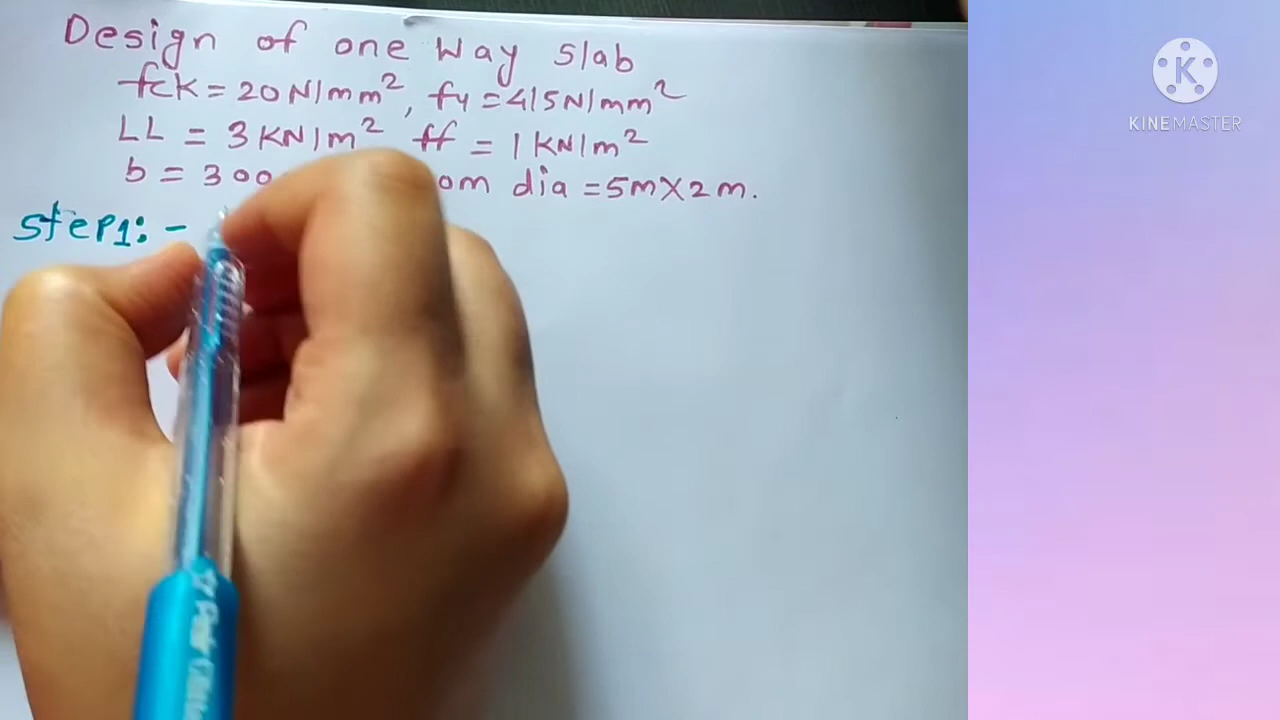 Design of one way slab
fck = 20 N/mm², fy = 415 N/mm²
LL = 3 KN/m² ff = 1 KN/m²
b = 300 dia = 5m X 2m.
Step1: -
KINEMASTER